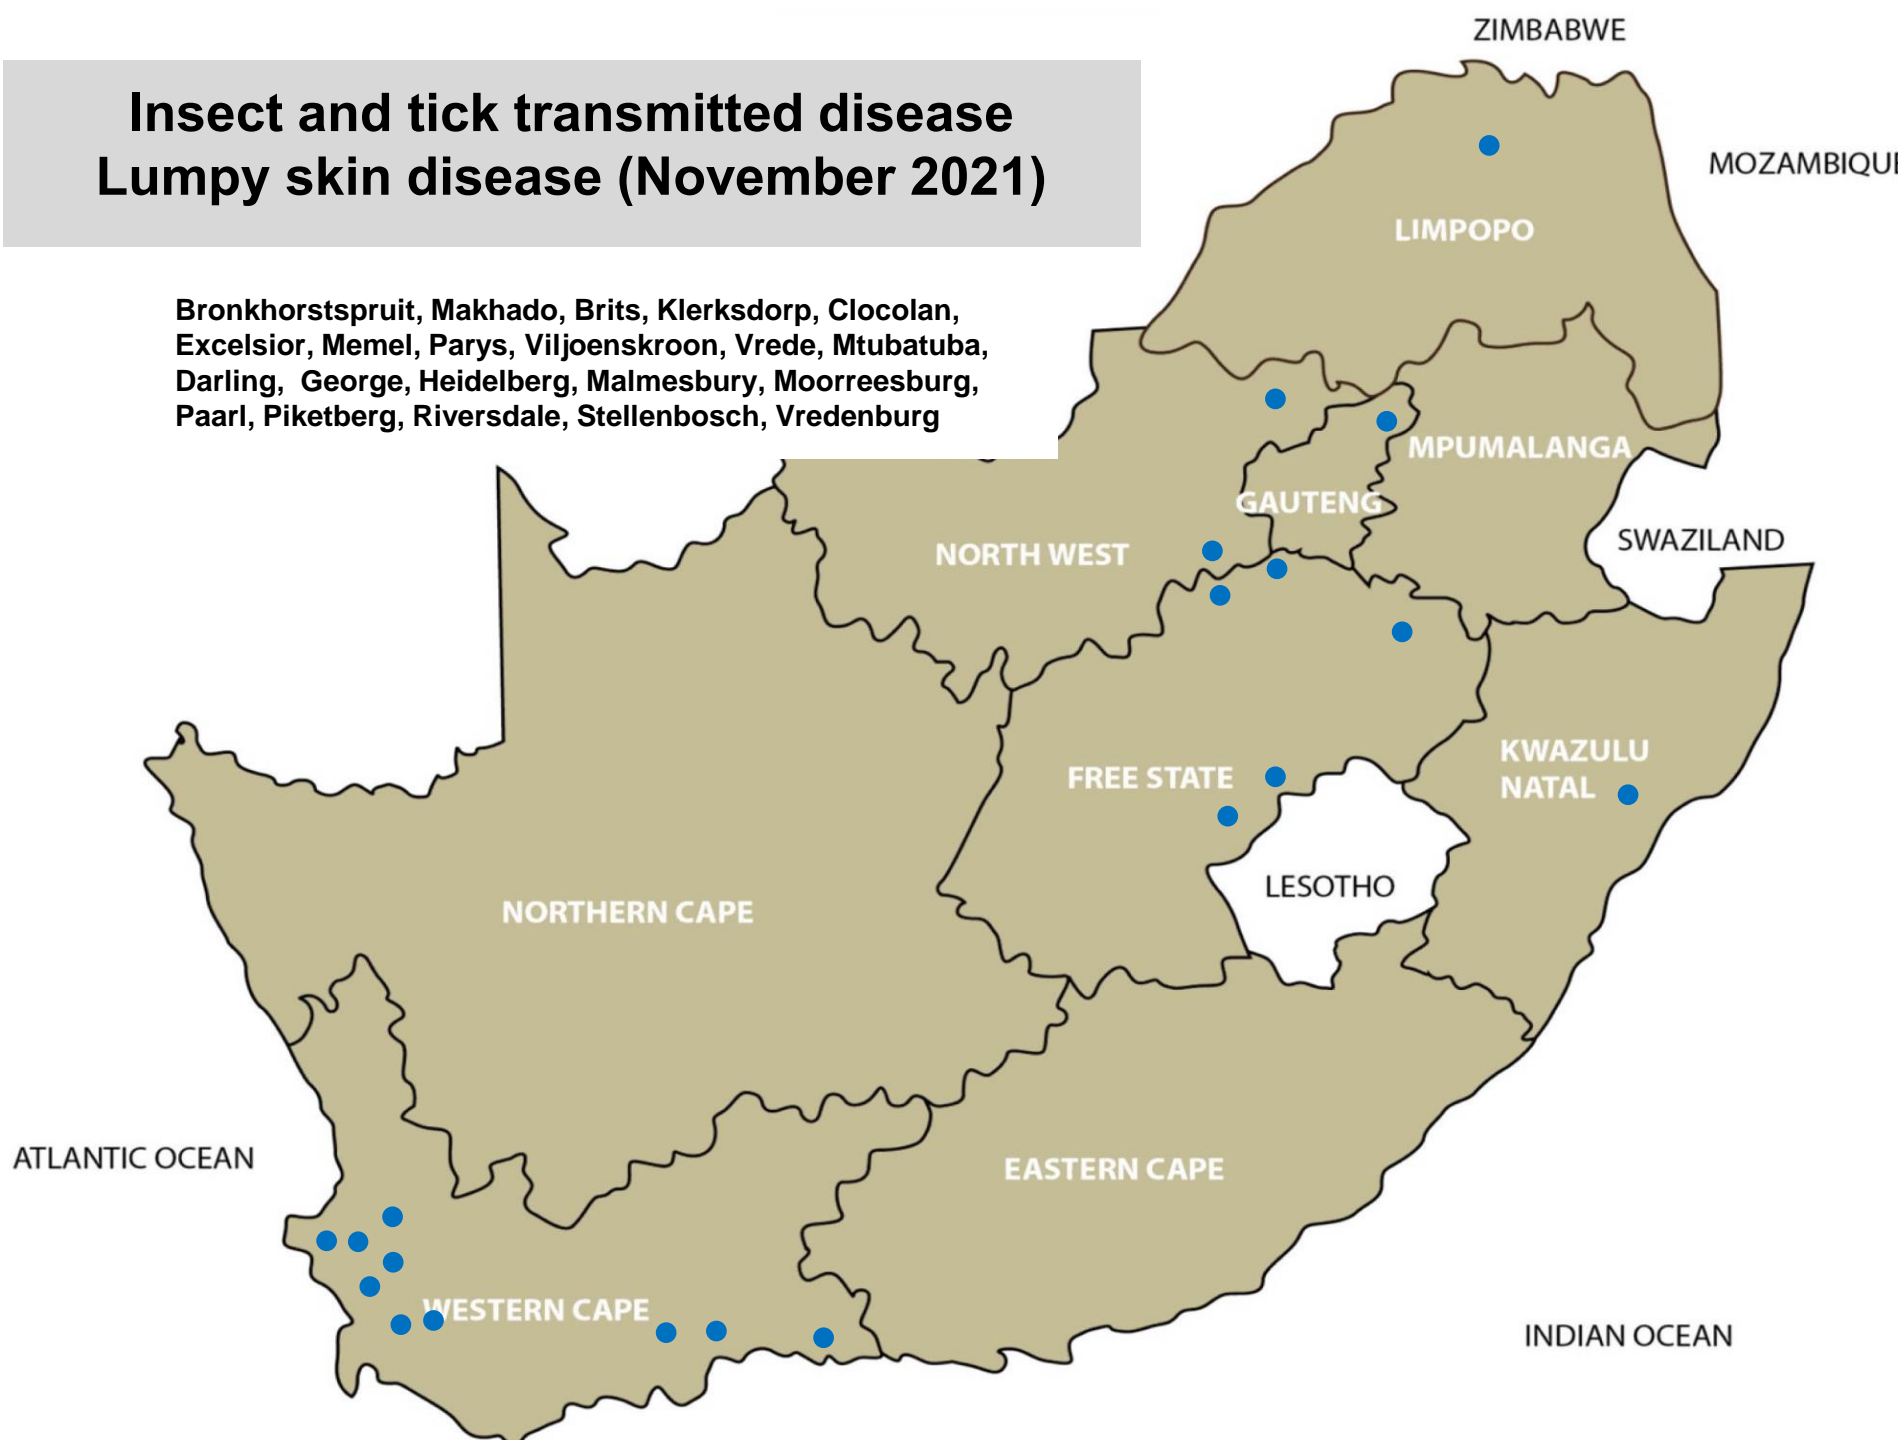 ZIMBABWE
Insect and tick transmitted disease
Lumpy skin disease (November 2021)
MOZAMBIQUE
LIMPOPO
Bronkhorstspruit, Makhado, Brits, Klerksdorp, Clocolan,
Excelsior, Memel, Parys, Viljoenskroon, Vrede, Mtubatuba,
Darling,  George, Heidelberg, Malmesbury, Moorreesburg,
Paarl, Piketberg, Riversdale, Stellenbosch, Vredenburg
MPUMALANGA
GAUTENG
SWAZILAND
NORTH WEST
KWAZULU
NATAL
FREE STATE
LESOTHO
NORTHERN CAPE
ATLANTIC OCEAN
EASTERN CAPE
WESTERN CAPE
INDIAN OCEAN